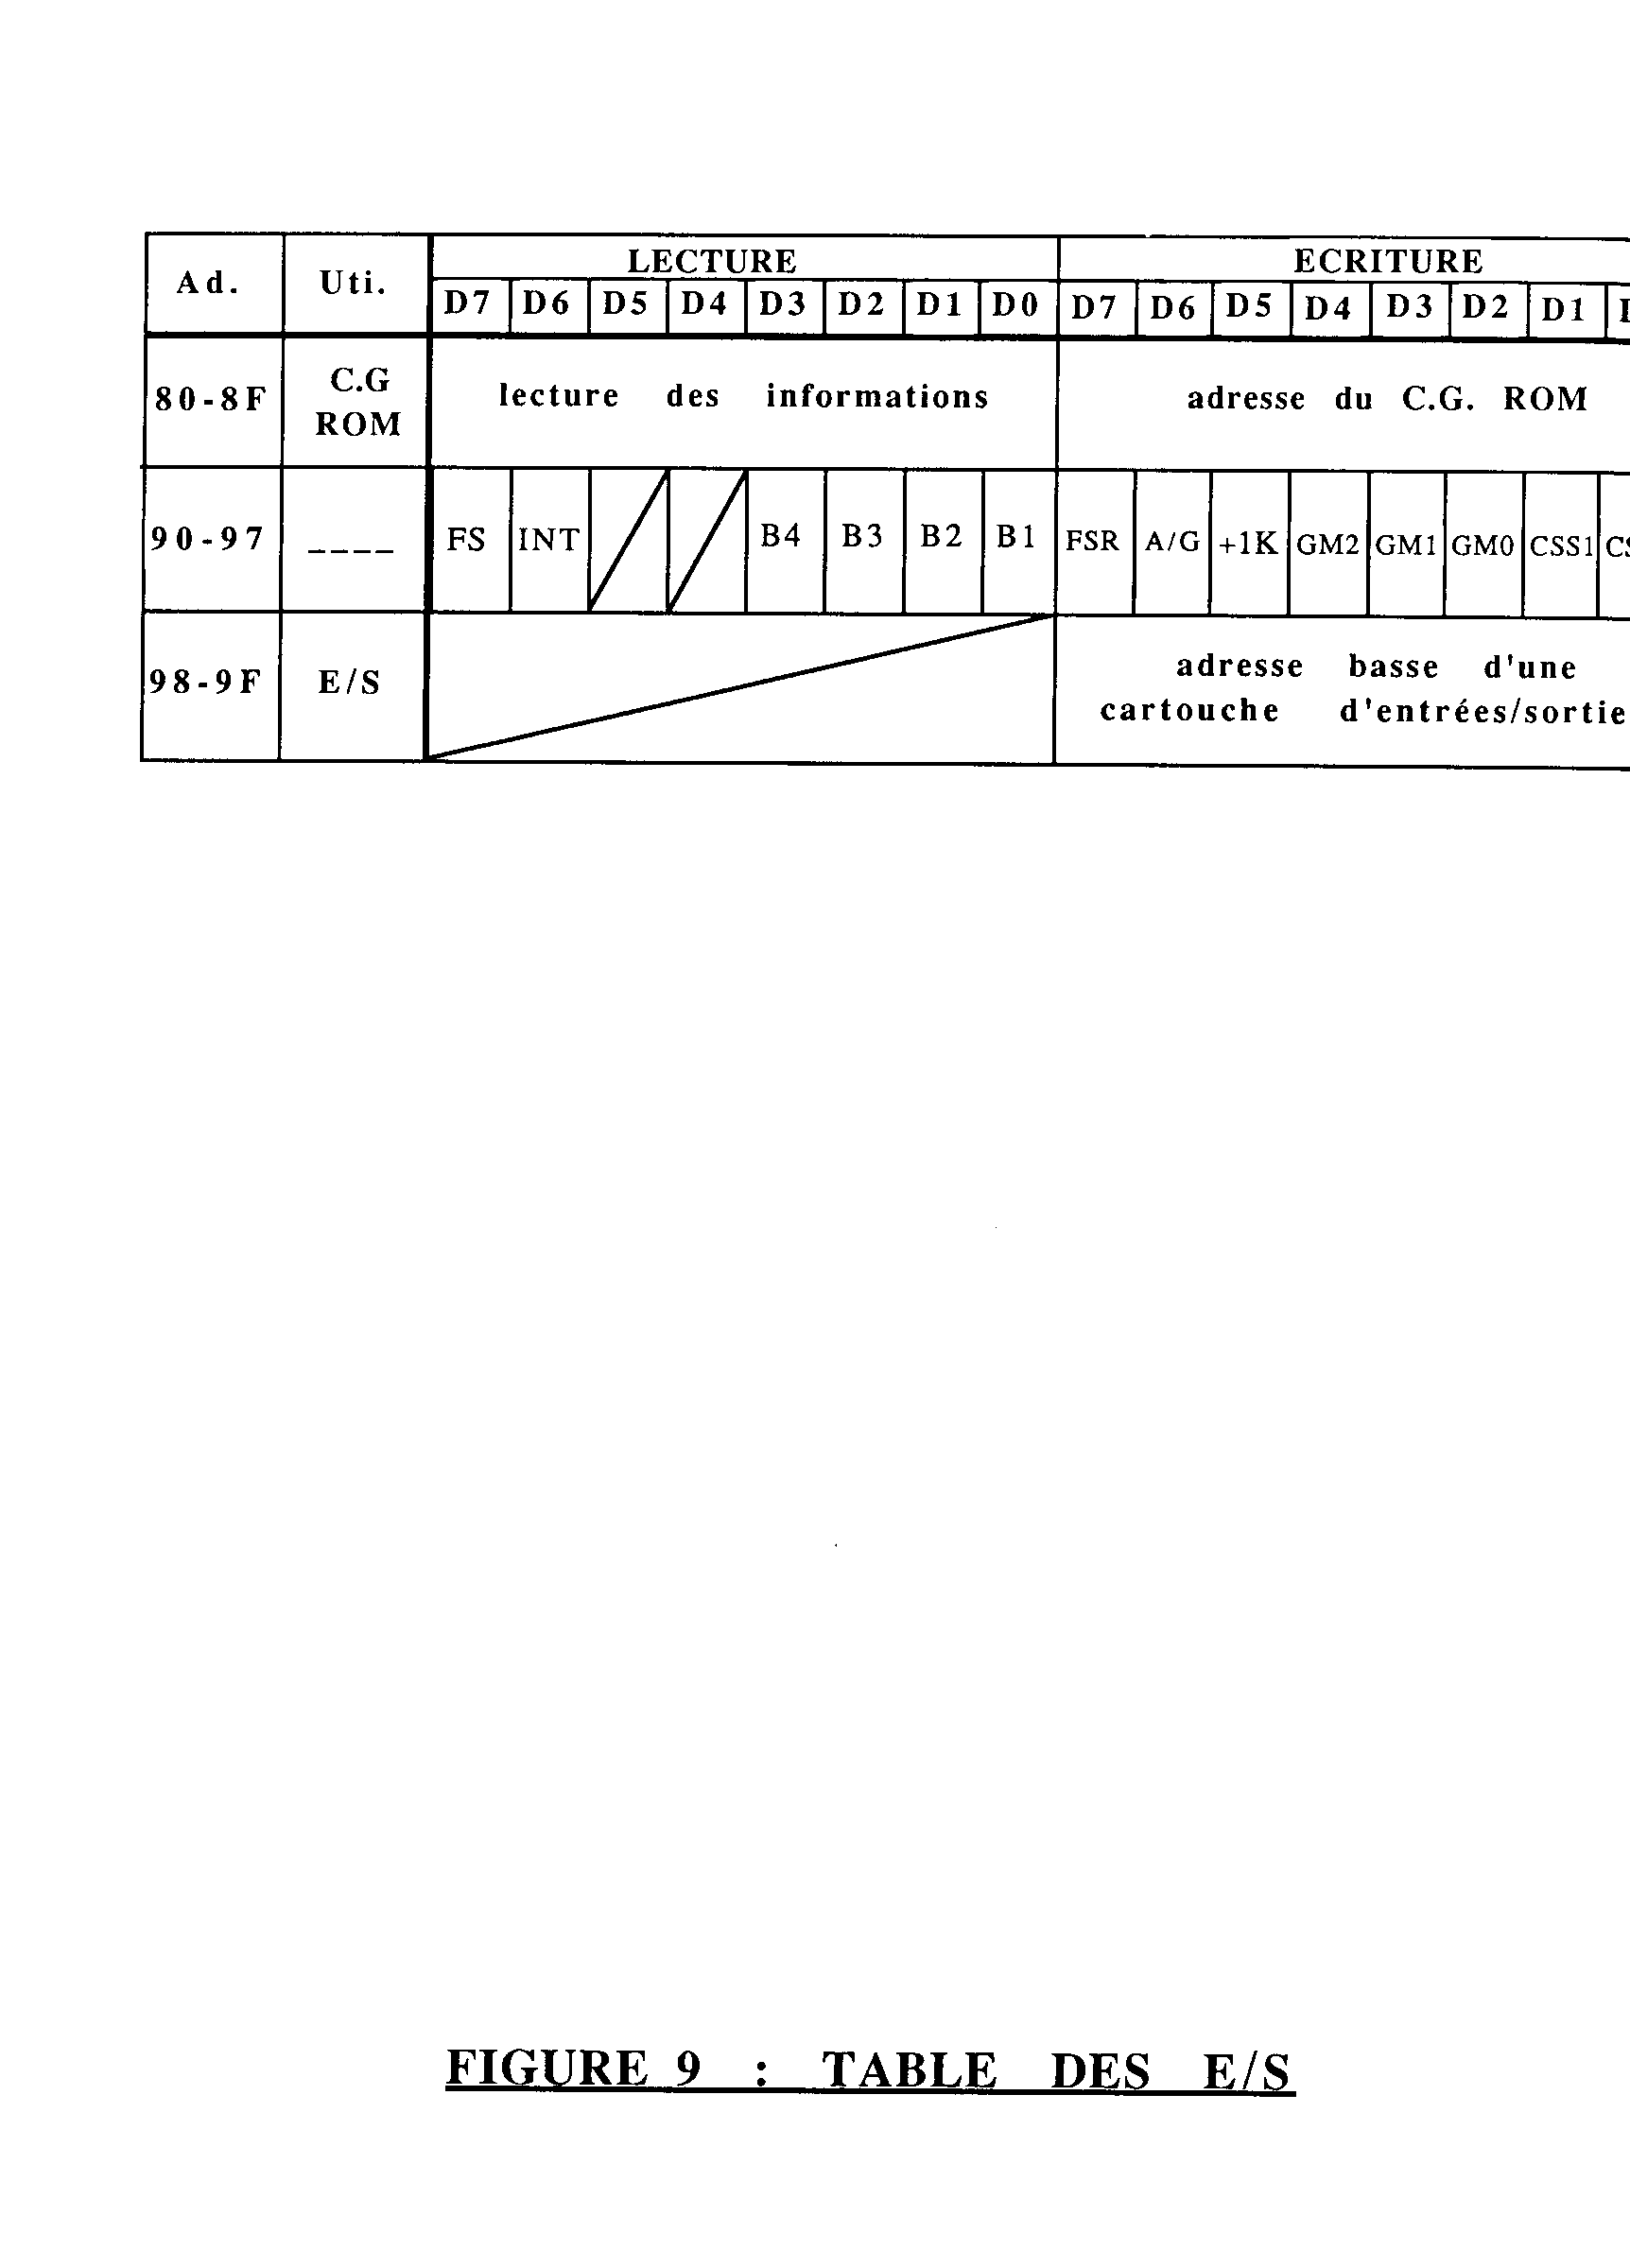 LECTURE ECRITURE
Ad. Uti. D7 D6 D5 D4 D3 D2 D1 D0 D7 D6 D5 D4 D3 D2 D1
80-8F C.G ROM lecture des informations adresse du C.G. ROM
90-97 ---- FS INT B4 B3 B2 B1 FSR A/G +1K GM2 GM1 GM0 CSS1
98-9F E/S adresse basse d'une
cartouche d'entrées/sortie
FIGURE 9 : TABLE DES E/S